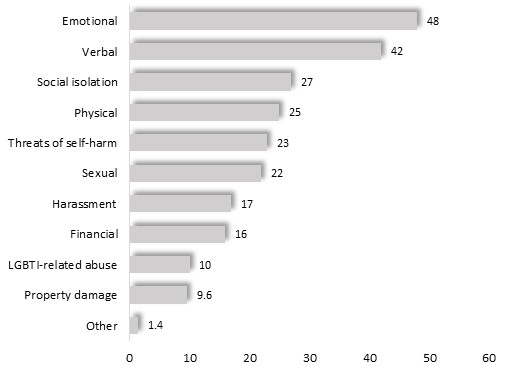 Emotional 48
Verbal 42
Social isolation 27
Physical 25
Threats of self-harm 23
Sexual 22
Harassment 17
Financial 16
LGBTI-related abuse 10
Property damage 9.6
Other 1.4
0 10 20 30 40 50 60